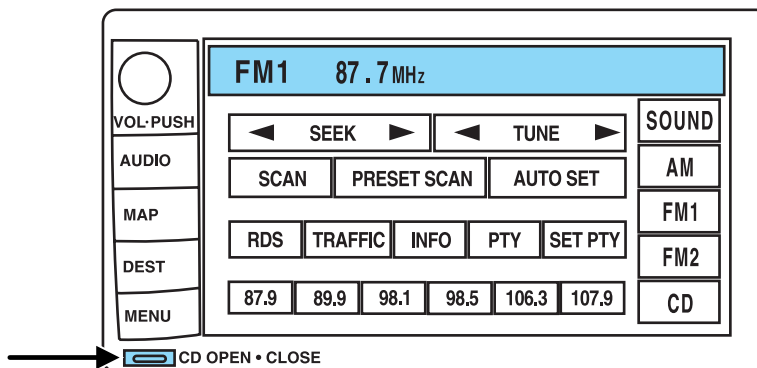 FM1 87.7 MHz
VOL·PUSH
AUDIO
MAP
DEST
MENU
◄ SEEK ► ◄ TUNE ►
SCAN PRESET SCAN AUTO SET
RDS TRAFFIC INFO PTY SET PTY
87.9 89.9 98.1 98.5 106.3 107.9
SOUND
AM
FM1
FM2
CD
CD OPEN • CLOSE